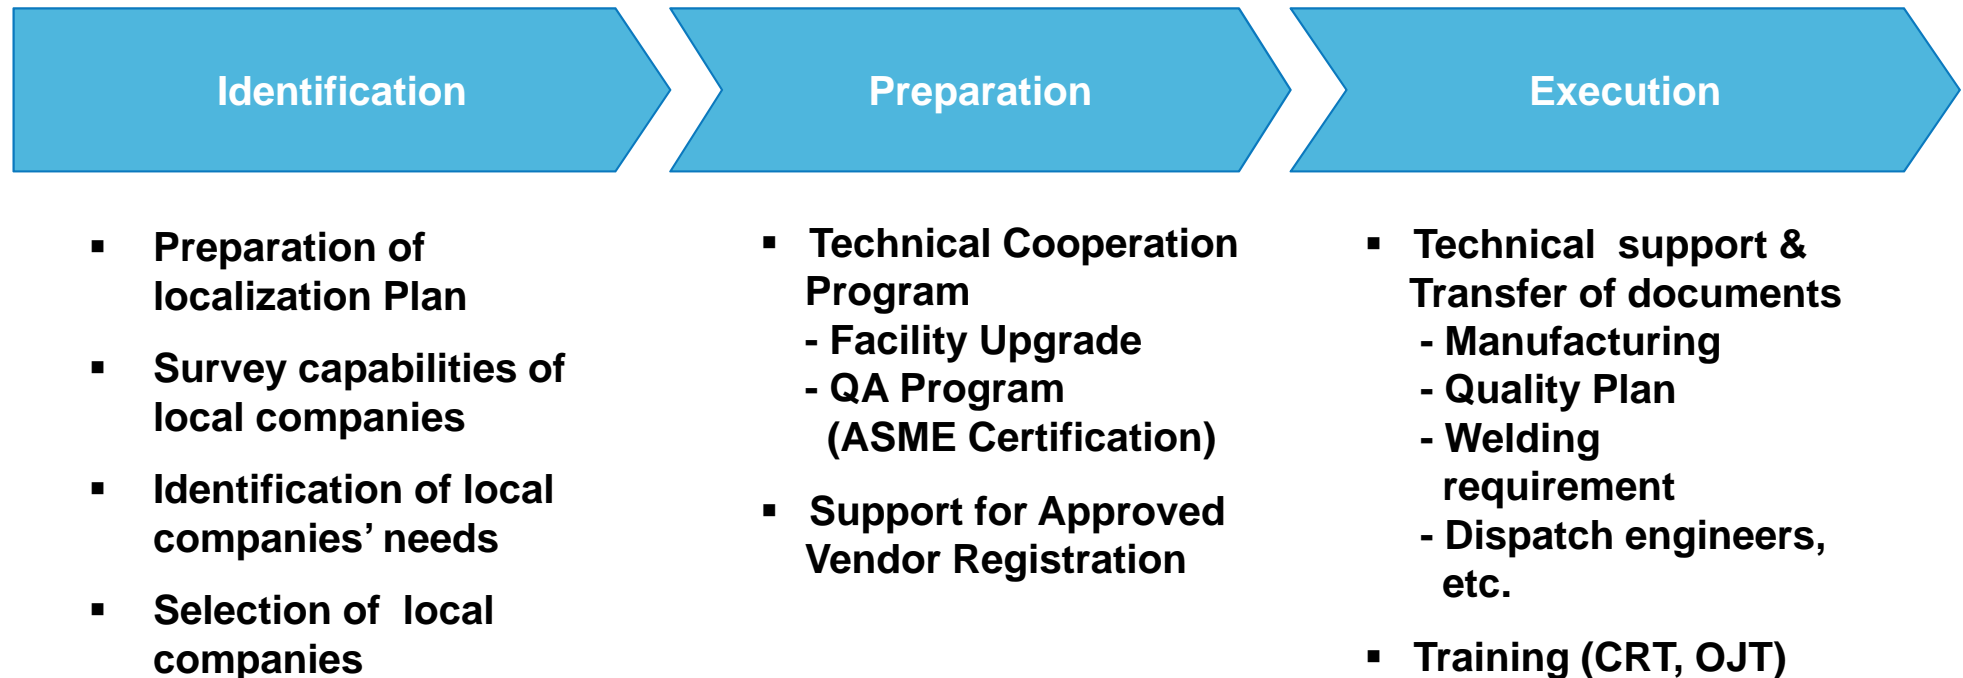 Identification
Preparation
Execution
▪ Preparation of
localization Plan
▪ Survey capabilities of
local companies
▪ Identification of local
companies’ needs
▪ Selection of local
companies
▪ Technical Cooperation
Program
- Facility Upgrade
- QA Program
(ASME Certification)
▪ Support for Approved
Vendor Registration
▪ Technical support &
Transfer of documents
- Manufacturing
- Quality Plan
- Welding
requirement
- Dispatch engineers,
etc.
▪ Training (CRT, OJT)